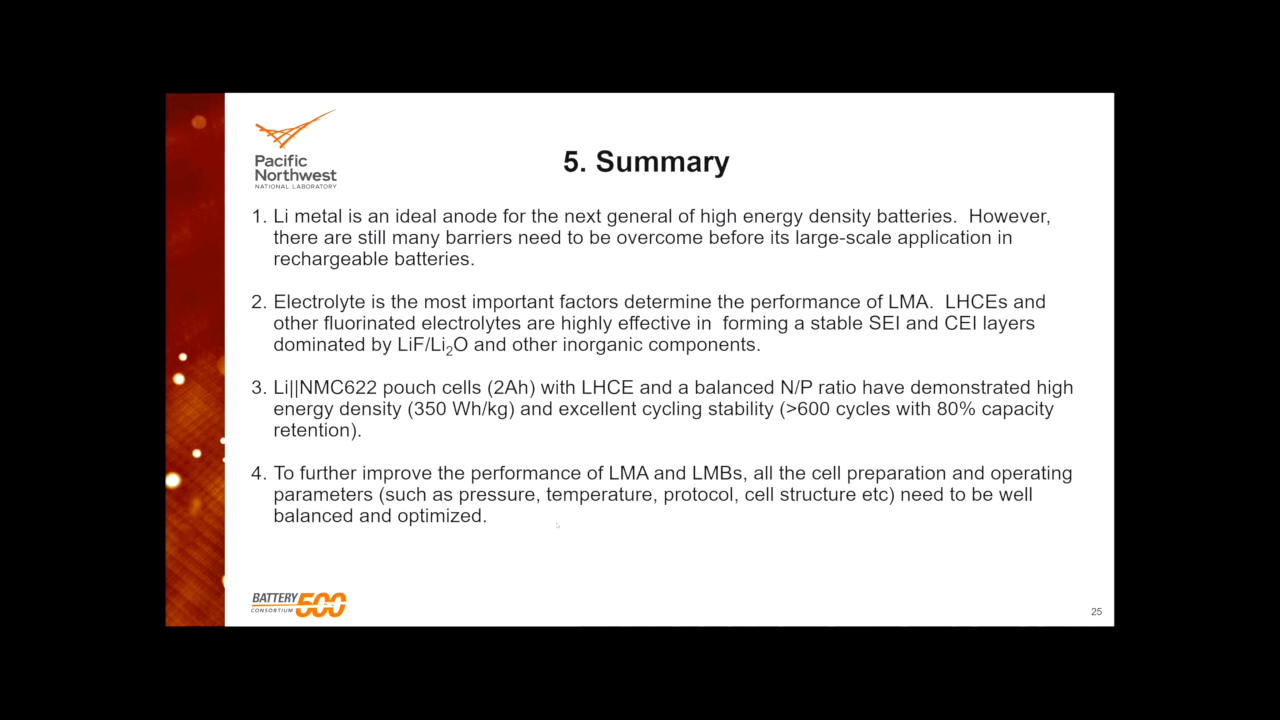 Pacific
Northwest
NATIONAL LABORATORY
5. Summary
1. Li metal is an ideal anode for the next general of high energy density batteries.  However,
there are still many barriers need to be overcome before its large-scale application in
rechargeable batteries.
2. Electrolyte is the most important factors determine the performance of LMA.  LHCEs and
other fluorinated electrolytes are highly effective in  forming a stable SEI and CEI layers
dominated by LiF/Li₂O and other inorganic components.
3. Li||NMC622 pouch cells (2Ah) with LHCE and a balanced N/P ratio have demonstrated high
energy density (350 Wh/kg) and excellent cycling stability (>600 cycles with 80% capacity
retention).
4. To further improve the performance of LMA and LMBs, all the cell preparation and operating
parameters (such as pressure, temperature, protocol, cell structure etc) need to be well
balanced and optimized.
BATTERY 500
CONSORTIUM
25